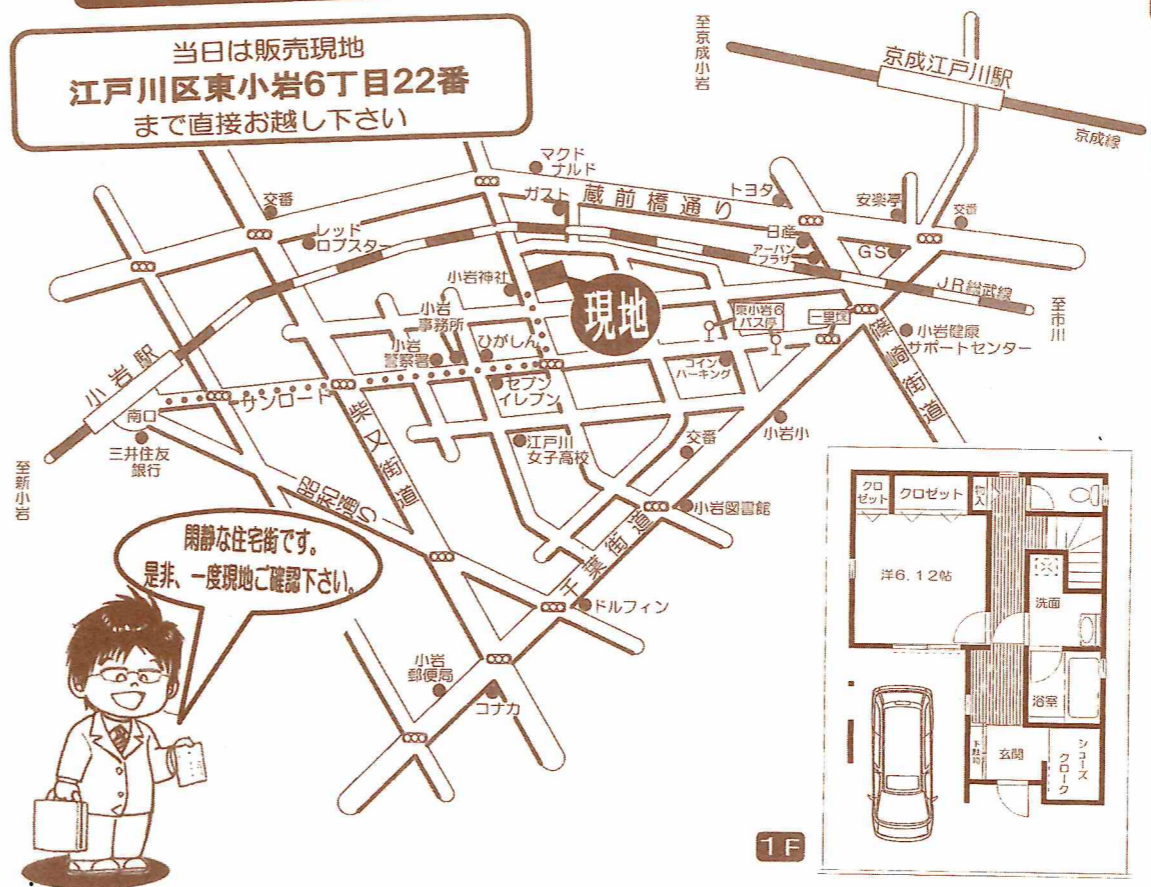 当日は販売現地
江戸川区東小岩6丁目22番
まで直接お越し下さい
至京成小岩
京成江戸川駅
京成線
マクド
ナルド
交番
ガスト
蔵前橋通り
トヨタ
安楽亭
交番
レッド
ロブスター
日産
アーバン
プラザ
GS
小岩神社
JR総武線
至市川
現地
東小岩6
バス停
一里塚
小岩
事務所
小岩
警察署
ひがしん
小岩健康
サポートセンター
コイン
パーキング
セブン
イレブン
小岩駅
サンロード
南口
柴又街道
三井住友
銀行
江戸川
女子高校
交番
小岩小
至新小岩
昭和通り
小岩図書館
千葉街道
ドルフィン
小岩
郵便局
コナカ
閑静な住宅街です。
是非、一度現地ご確認下さい。
クロ
ゼット
クロゼット
物入
洋6.12帖
洗面
浴室
下駄箱
玄関
シューズ
クローク
1F